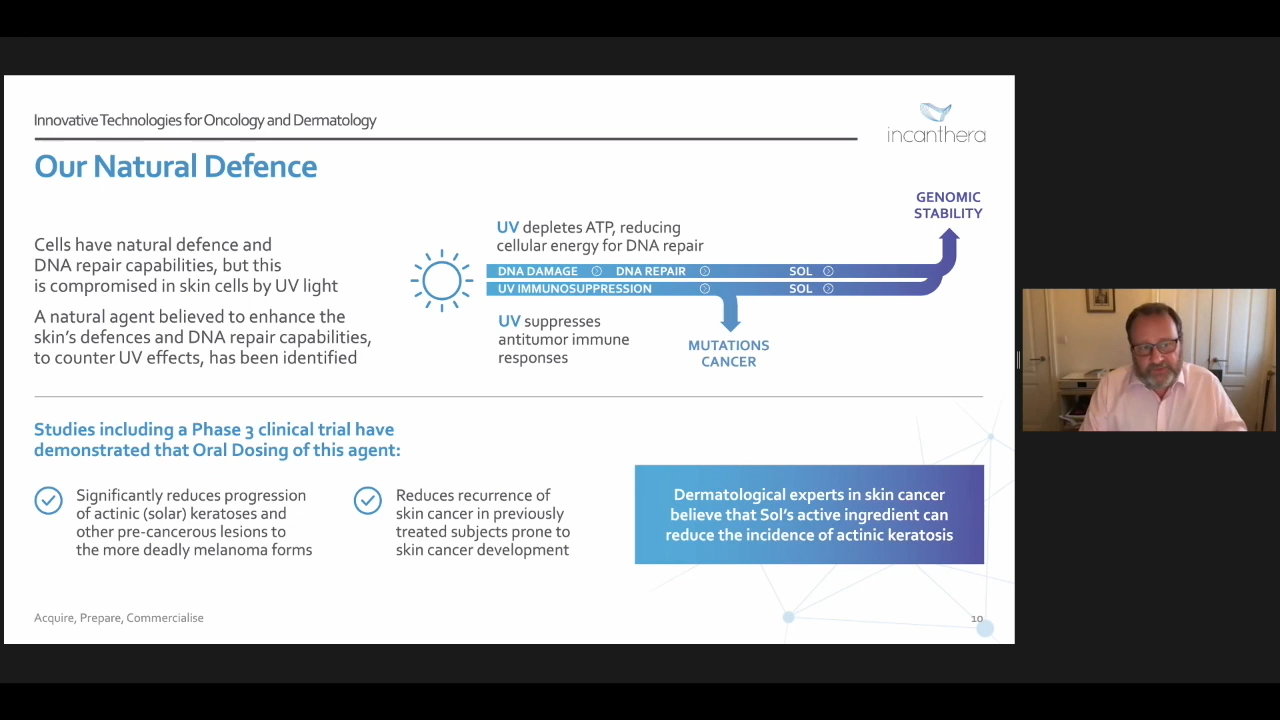 Innovative Technologies for Oncology and Dermatology
incanthera
Our Natural Defence
Cells have natural defence and
DNA repair capabilities, but this
is compromised in skin cells by UV light
A natural agent believed to enhance the
skin's defences and DNA repair capabilities,
to counter UV effects, has been identified
UV depletes ATP, reducing
cellular energy for DNA repair
DNA DAMAGE DNA REPAIR SOL
UV IMMUNOSUPPRESSION SOL
GENOMIC
STABILITY
UV suppresses
antitumor immune
responses
MUTATIONS
CANCER
Studies including a Phase 3 clinical trial have
demonstrated that Oral Dosing of this agent:
Significantly reduces progression
of actinic (solar) keratoses and
other pre-cancerous lesions to
the more deadly melanoma forms
Reduces recurrence of
skin cancer in previously
treated subjects prone to
skin cancer development
Dermatological experts in skin cancer
believe that Sol's active ingredient can
reduce the incidence of actinic keratosis
Acquire, Prepare, Commercialise
10